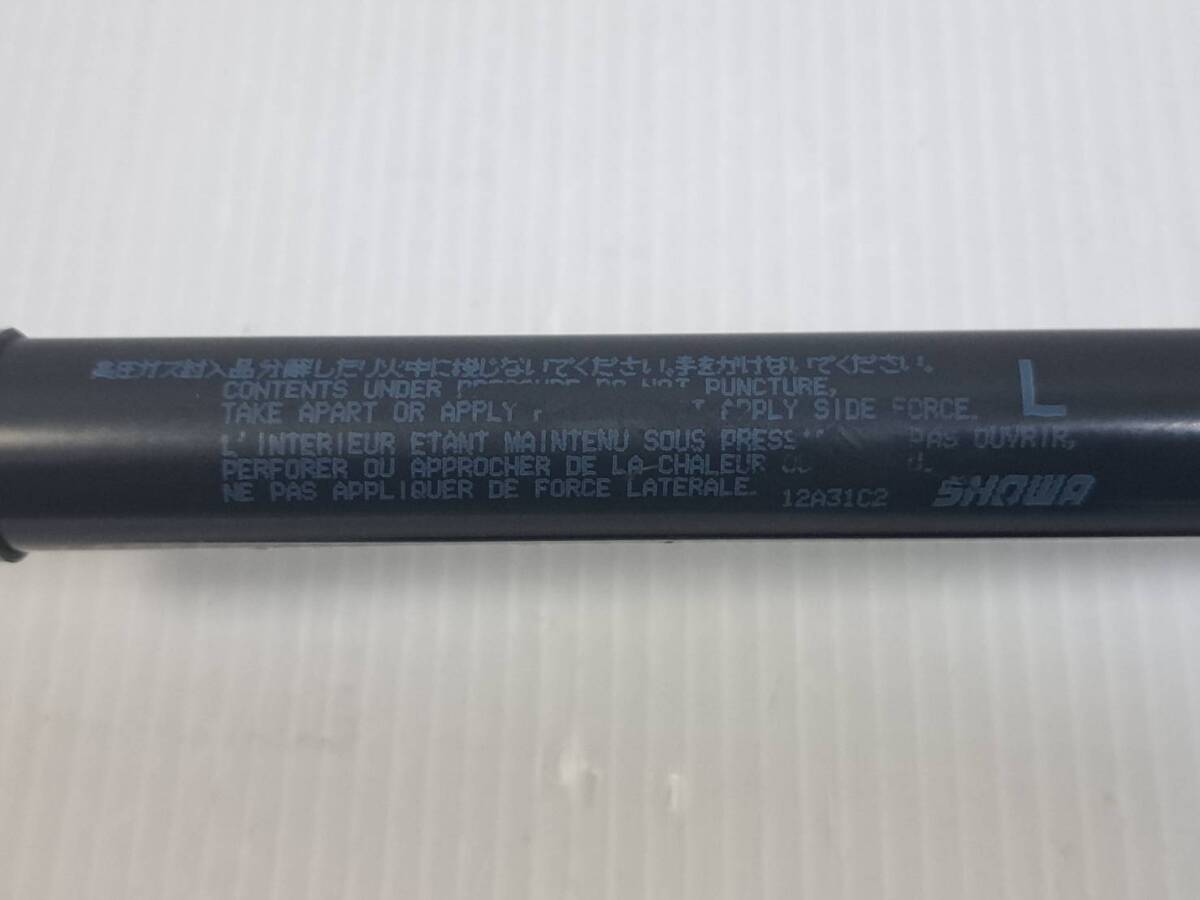 高圧ガス封入品分解したり火中に投じないでください。手をかけないでください。
CONTENTS UNDER DO NOT PUNCTURE,
TAKE APART OR APPLY APPLY SIDE FORCE.
L
L'INTERIEUR ETANT MAINTENU SOUS PAS OUVRIR,
PERFORER OU APPROCHER DE LA CHALEUR
NE PAS APPLIQUER DE FORCE LATERALE.
12A31C2
SHOWA